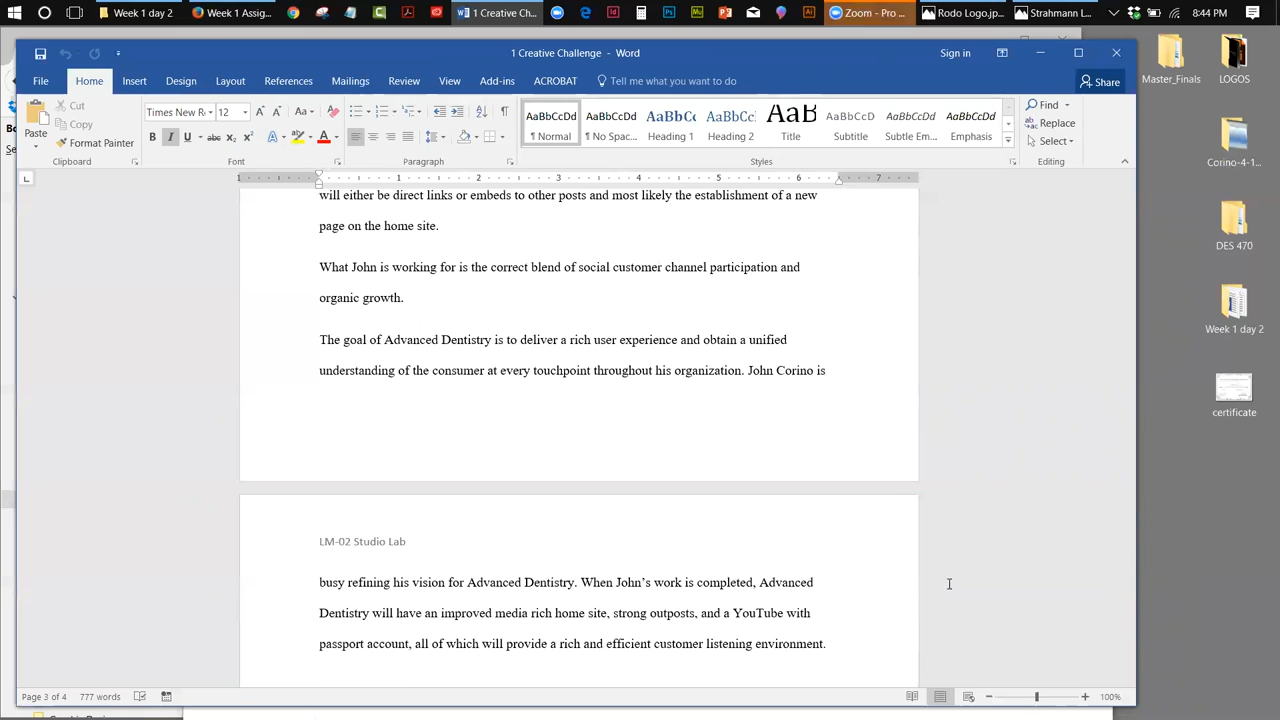 Week 1 day 2
Week 1 Assig...
1 Creative Ch...
Zoom - Pro ...
Rodo Logo.jp...
Strahman L...
8:44 PM
1 Creative Challenge - Word
Sign in
File
Home
Insert
Design
Layout
References
Mailings
Review
View
Add-ins
ACROBAT
Tell me what you want to do
Share
Paste
Cut
Copy
Format Painter
Clipboard
Times New R
12
Font
Paragraph
AaBbCcDd
¶ Normal
AaBbCcDd
¶ No Spac...
AaBbCc
Heading 1
AaBbCc
Heading 2
AaB
Title
AaBbCcD
Subtitle
AaBbCcDd
Subtle Em...
AaBbCcDd
Emphasis
Styles
Find
Replace
Select
Editing
1 1 2 3 4 5 6 7
will either be direct links or embeds to other posts and most likely the establishment of a new
page on the home site.
What John is working for is the correct blend of social customer channel participation and
organic growth.
The goal of Advanced Dentistry is to deliver a rich user experience and obtain a unified
understanding of the consumer at every touchpoint throughout his organization. John Corino is
LM-02 Studio Lab
busy refining his vision for Advanced Dentistry. When John's work is completed, Advanced
Dentistry will have an improved media rich home site, strong outposts, and a YouTube with
passport account, all of which will provide a rich and efficient customer listening environment.
Page 3 of 4
777 words
100%
Master_Finals
LOGOS
Corino-4-1...
DES 470
Week 1 day 2
certificate